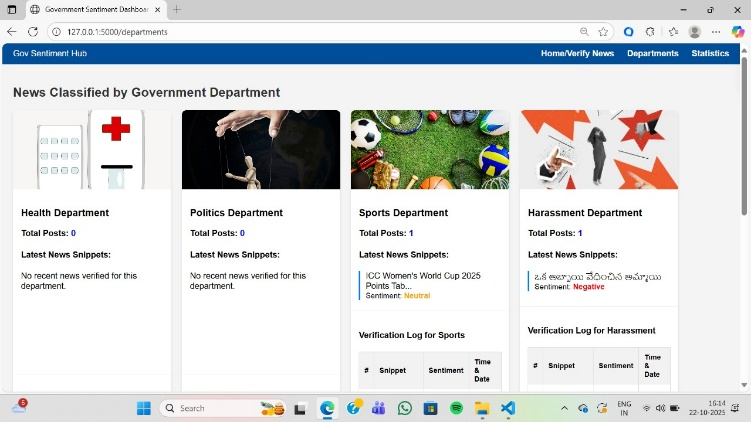 Government Sentiment Dashboar
127.0.0.1:5000/departments
Gov Sentiment Hub
Home/Verify News Departments Statistics
News Classified by Government Department
Health Department
Total Posts: 0
Latest News Snippets:
No recent news verified for this
department.
Politics Department
Total Posts: 0
Latest News Snippets:
No recent news verified for this
department.
Sports Department
Total Posts: 1
Latest News Snippets:
ICC Women's World Cup 2025
Points Tab...
Sentiment: Neutral
Verification Log for Sports
# Snippet Sentiment Time & Date
Harassment Department
Total Posts: 1
Latest News Snippets:
ఒక అబ్బాయి వేధించిన అమ్మాయి
Sentiment: Negative
Verification Log for Harassment
# Snippet Sentiment Time & Date
Search
ENG
IN
16:14
22-10-2025